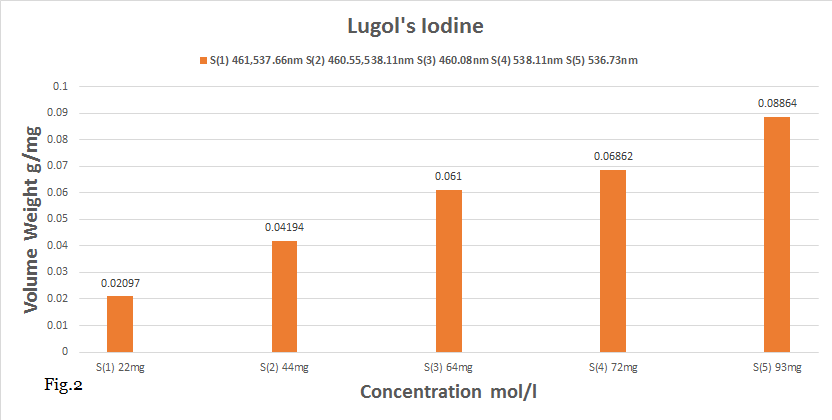 Lugol's Iodine
S(1) 461,537.66nm S(2) 460.55,538.11nm S(3) 460.08nm S(4) 538.11nm S(5) 536.73nm
Volume Weight g/mg
0.1
0.09
0.08
0.07
0.06
0.05
0.04
0.03
0.02
0.01
0
0.02097
0.04194
0.061
0.06862
0.08864
S(1) 22mg
S(2) 44mg
S(3) 64mg
S(4) 72mg
S(5) 93mg
Fig.2
Concentration mol/l